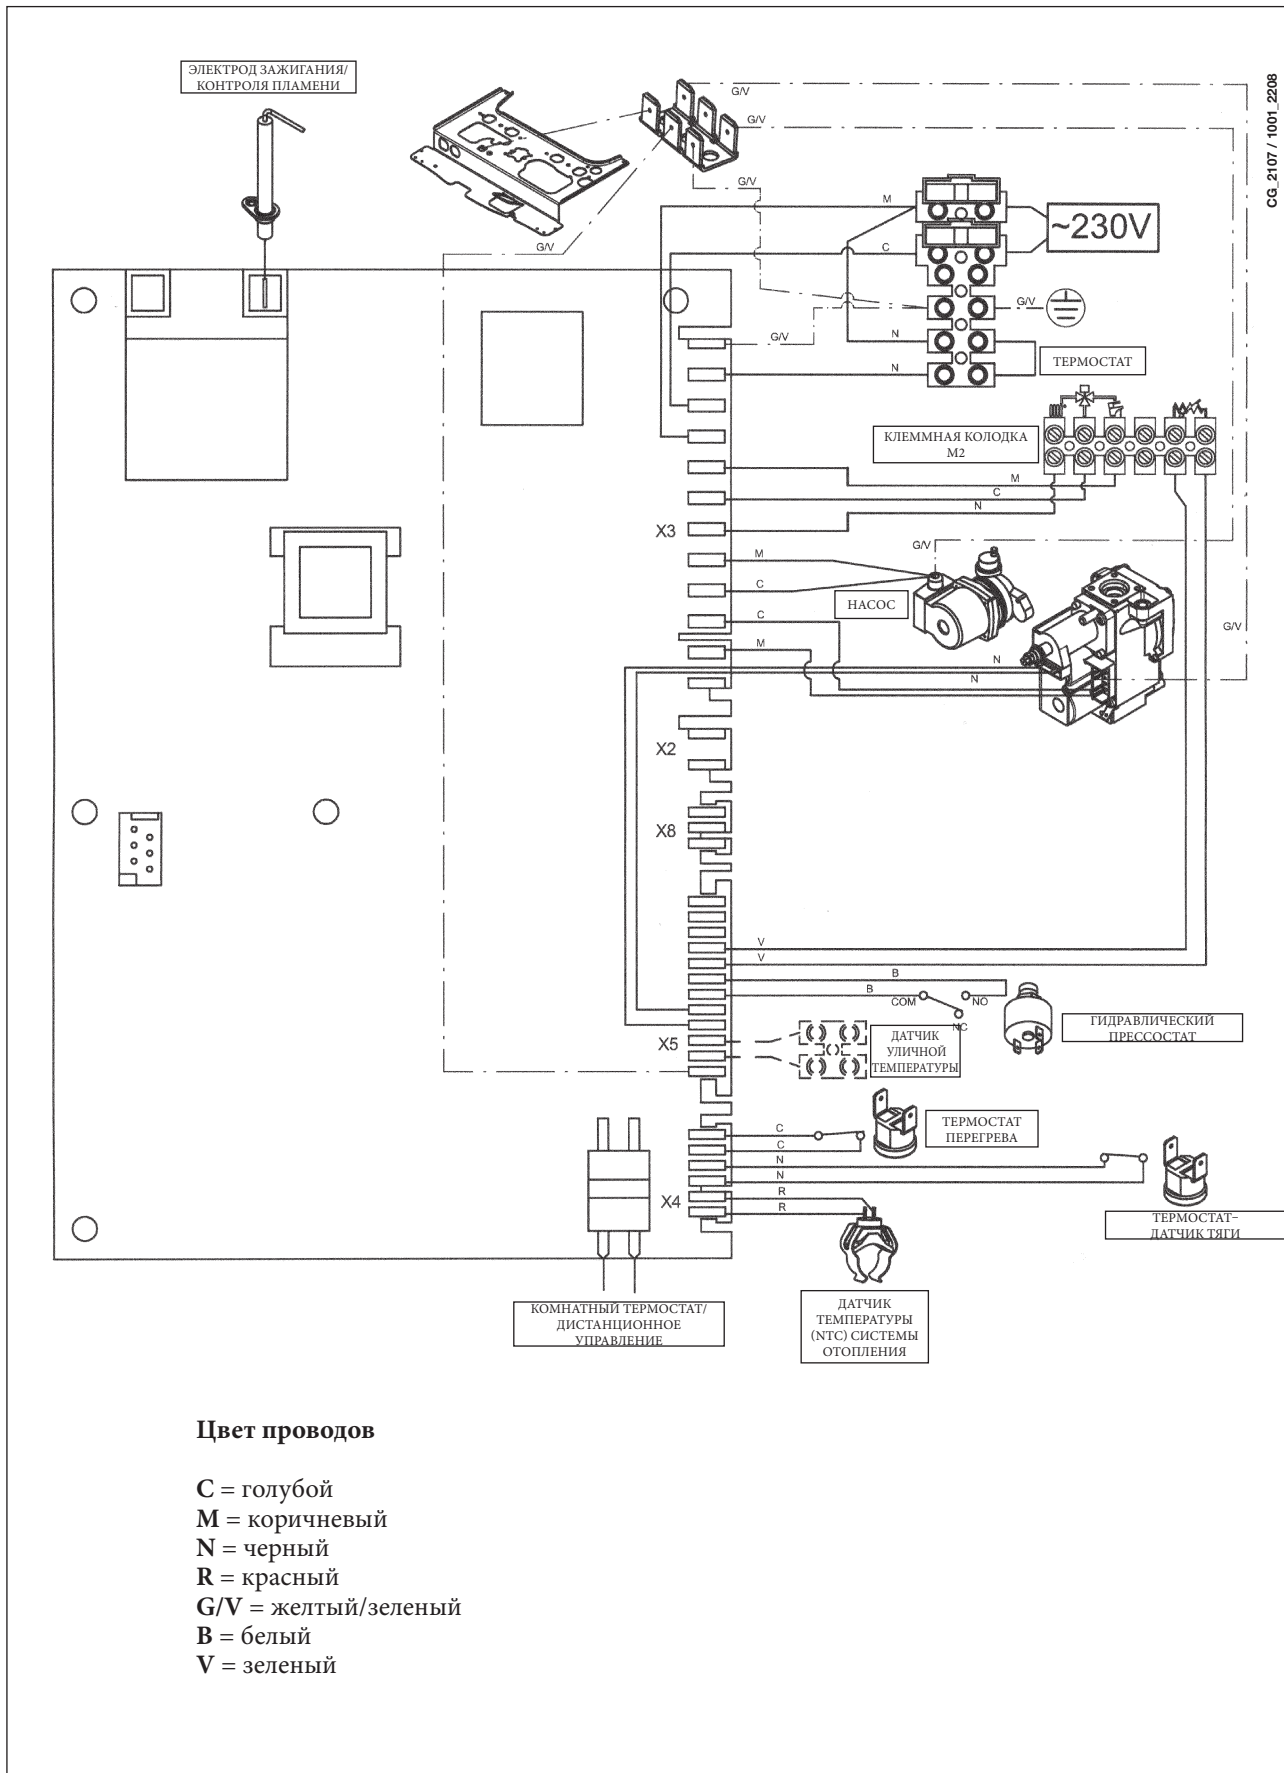 ЭЛЕКТРОД ЗАЖИГАНИЯ/
КОНТРОЛЯ ПЛАМЕНИ
CG_2107 / 1001_2208
G/V
G/V
G/V
G/V
M
C
~230V
G/V
G/V
N
N
ТЕРМОСТАТ
КЛЕММНАЯ КОЛОДКА
М2
M
C
N
X3
G/V
M
C
НАСОС
C
G/V
M
N
N
X2
X8
V
V
B
B
COM
NO
NC
ГИДРАВЛИЧЕСКИЙ
ПРЕССОСТАТ
X5
ДАТЧИК
УЛИЧНОЙ
ТЕМПЕРАТУРЫ
ТЕРМОСТАТ
ПЕРЕГРЕВА
C
C
N
N
R
R
X4
ТЕРМОСТАТ–
ДАТЧИК ТЯГИ
КОМНАТНЫЙ ТЕРМОСТАТ/
ДИСТАНЦИОННОЕ
УПРАВЛЕНИЕ
ДАТЧИК
ТЕМПЕРАТУРЫ
(NTC) СИСТЕМЫ
ОТОПЛЕНИЯ
Цвет проводов
C = голубой
M = коричневый
N = черный
R = красный
G/V = желтый/зеленый
B = белый
V = зеленый